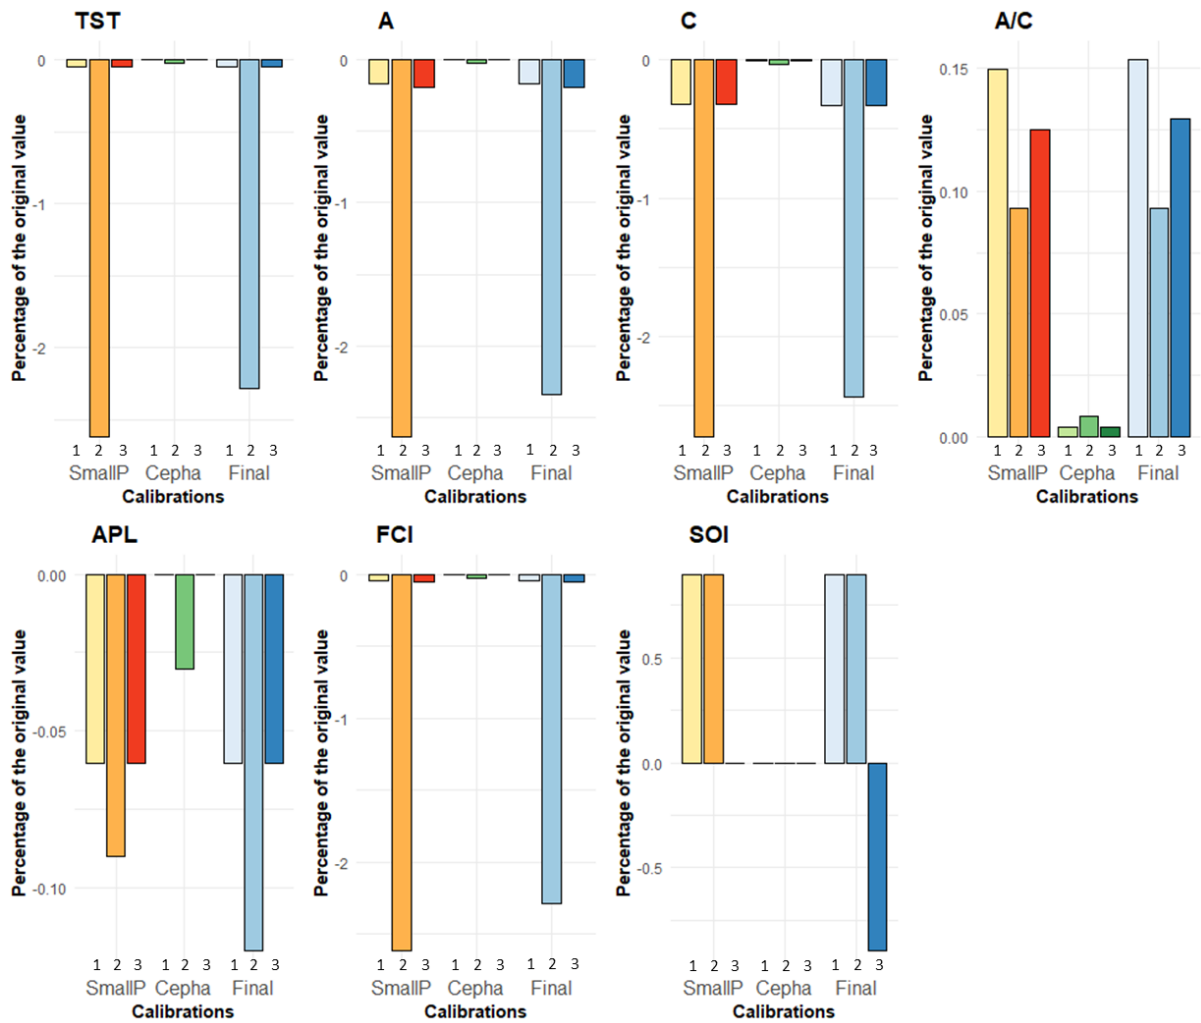 TST
Percentage of the original value
0
-1
-2
1 2 3 1 2 3 1 2 3
SmallP Cepha Final
Calibrations
A
Percentage of the original value
0
-1
-2
1 2 3 1 2 3 1 2 3
SmallP Cepha Final
Calibrations
C
Percentage of the original value
0
-1
-2
1 2 3 1 2 3 1 2 3
SmallP Cepha Final
Calibrations
A/C
Percentage of the original value
0.15
0.10
0.05
0.00
1 2 3 1 2 3 1 2 3
SmallP Cepha Final
Calibrations
APL
Percentage of the original value
0.00
-0.05
-0.10
1 2 3 1 2 3 1 2 3
SmallP Cepha Final
Calibrations
FCI
Percentage of the original value
0
-1
-2
1 2 3 1 2 3 1 2 3
SmallP Cepha Final
Calibrations
SOI
Percentage of the original value
0.5
0.0
-0.5
1 2 3 1 2 3 1 2 3
SmallP Cepha Final
Calibrations